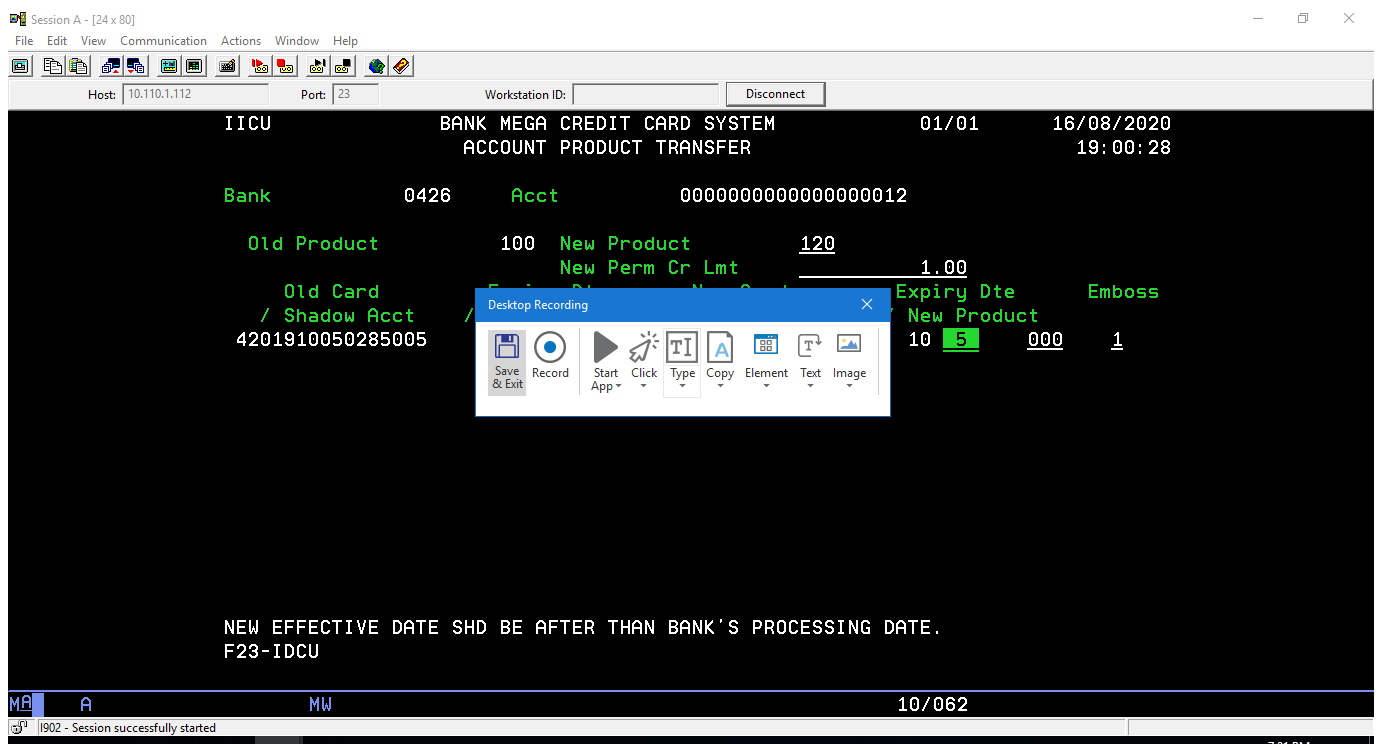 Session A - [24 x 80]
File Edit View Communication Actions Window Help
Host: 10.110.1.112 Port: 23 Workstation ID: Disconnect
IICU BANK MEGA CREDIT CARD SYSTEM 01/01 16/08/2020
ACCOUNT PRODUCT TRANSFER 19:00:28
Bank 0426 Acct 0000000000000000012
Old Product 100 New Product 120
New Perm Cr Lmt 1.00
Old Card Expiry Dte Emboss
/ Shadow Acct / New Product
4201910050285005 10 5 000 1
Desktop Recording
Save & Exit Record Start App Click Type Copy Element Text Image
NEW EFFECTIVE DATE SHD BE AFTER THAN BANK'S PROCESSING DATE.
F23-IDCU
MA A MW 10/062
I902 - Session successfully started